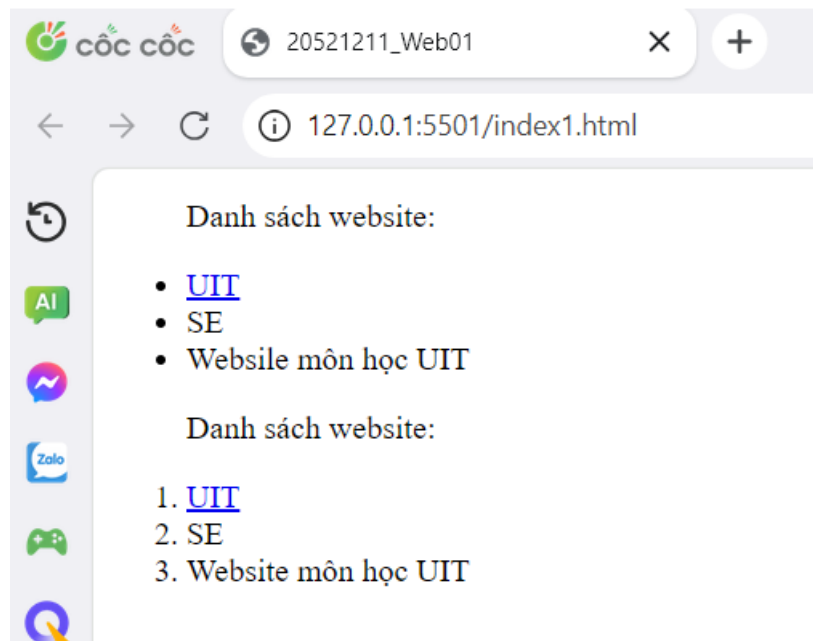 cốc cốc
20521211_Web01
127.0.0.1:5501/index1.html
Danh sách website:
• UIT
• SE
• Websile môn học UIT
Danh sách website:
1. UIT
2. SE
3. Website môn học UIT
AI
Zalo